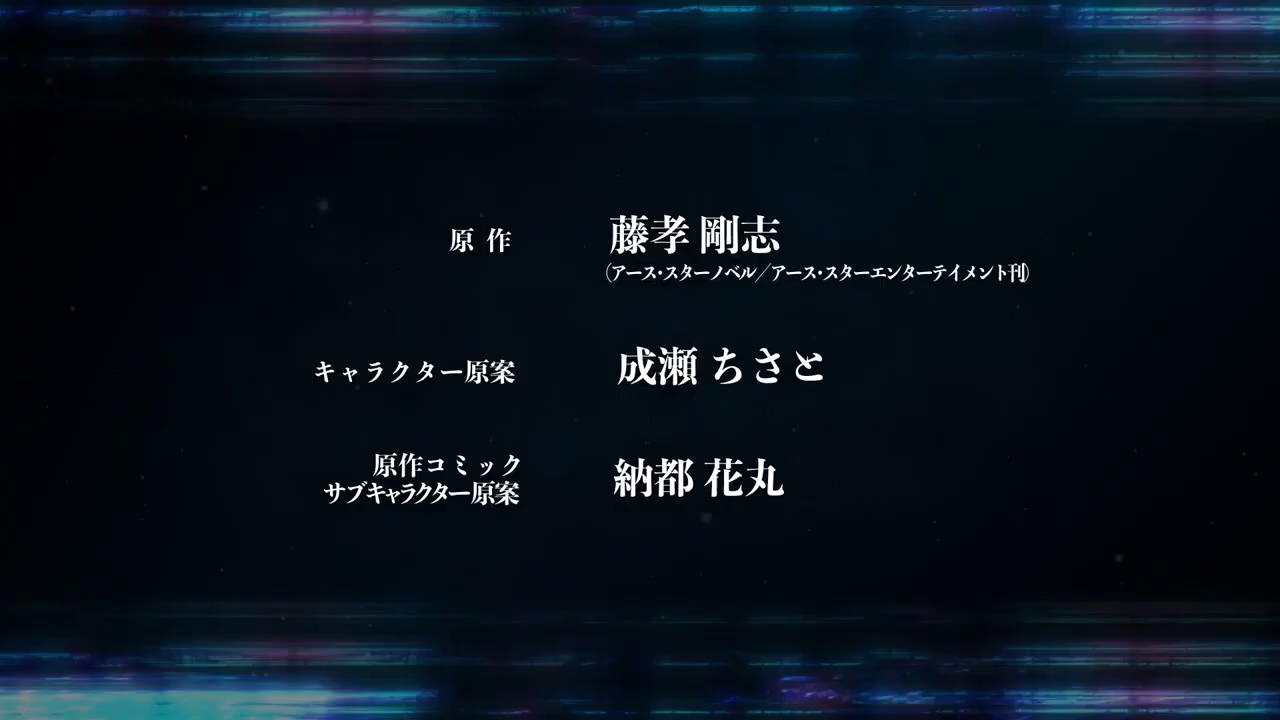 原作 藤孝 剛志
（アース・スターノベル／アース・スターエンターテイメント刊）
キャラクター原案 成瀬 ちさと
原作コミック
サブキャラクター原案 納都 花丸